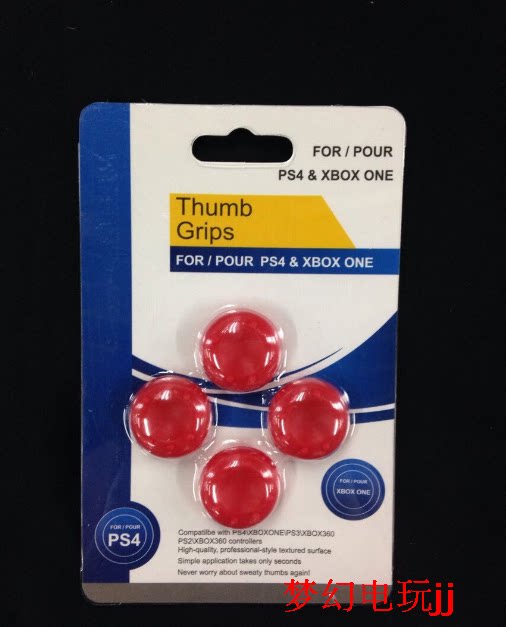 FOR / POUR
PS4 & XBOX ONE
Thumb
Grips
FOR / POUR PS4 & XBOX ONE
FOR / POUR
XBOX ONE
FOR / POUR
PS4
Compatilbe with PS4\XBOXONE\PS3\XBOX360
PS2\XBOX360 controllers
High-quality, professional-style textured surface
Simple application takes only seconds
Never worry about sweaty thumbs again!
梦幻电玩jj